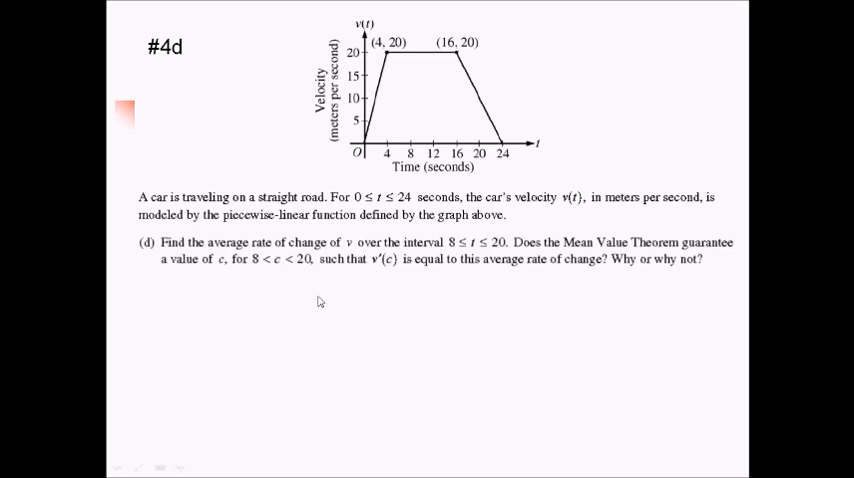 v(t)
#4d
(4, 20) (16, 20)
Velocity
(meters per second)
20
15
10
5
O 4 8 12 16 20 24 t
Time (seconds)
A car is traveling on a straight road. For 0 ≤ t ≤ 24 seconds, the car's velocity v(t), in meters per second, is
modeled by the piecewise-linear function defined by the graph above.
(d) Find the average rate of change of v over the interval 8 ≤ t ≤ 20. Does the Mean Value Theorem guarantee
a value of c, for 8 < c < 20, such that v′(c) is equal to this average rate of change? Why or why not?